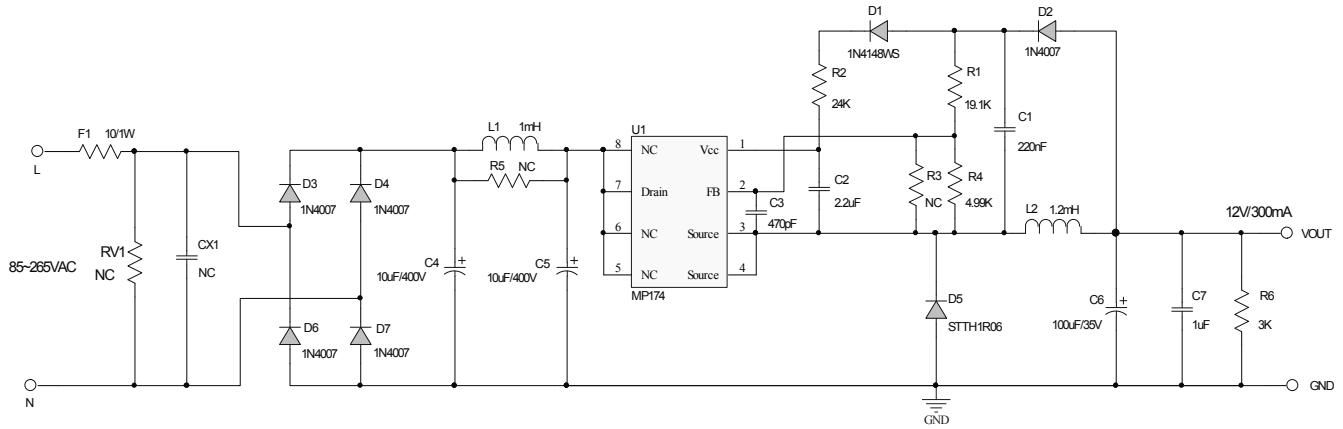 D1
1N4148WS
D2
1N4007
R2
24K
R1
19.1K
C1
220nF
F1 10/1W
L
L1 1mH
R5 NC
U1
8 NC Vcc 1
7 Drain FB 2
6 NC Source 3
5 NC Source 4
MP174
C2
2.2uF
C3
470pF
R3
NC
R4
4.99K
L2 1.2mH
12V/300mA
VOUT
D3
1N4007
D4
1N4007
85~265VAC
RV1
NC
CX1
NC
C4
10uF/400V
C5
10uF/400V
D5
STTH1R06
C6
100uF/35V
C7
1uF
R6
3K
D6
1N4007
D7
1N4007
N
GND
GND